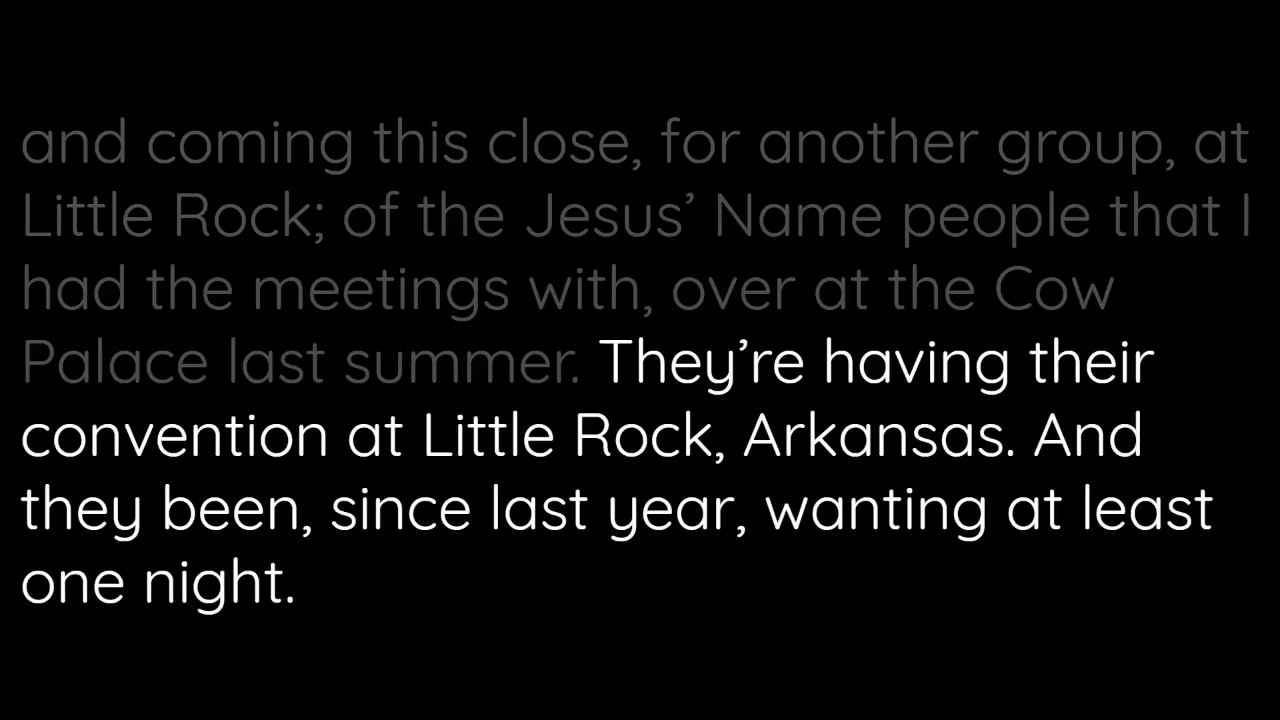 and coming this close, for another group, at
Little Rock; of the Jesus’ Name people that I
had the meetings with, over at the Cow
Palace last summer. They’re having their
convention at Little Rock, Arkansas. And
they been, since last year, wanting at least
one night.